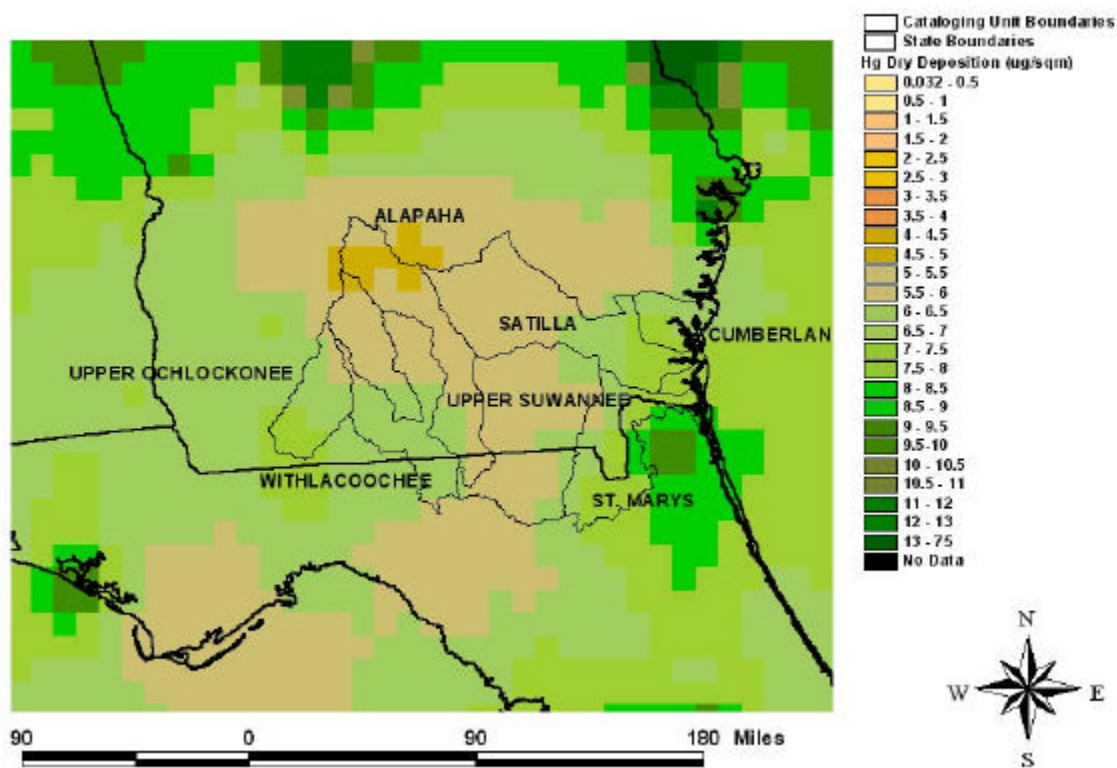 Cataloging Unit Boundaries
State Boundaries
Hg Dry Deposition (ug/sqm)
0.032 - 0.5
0.5 - 1
1 - 1.5
1.5 - 2
2 - 2.5
2.5 - 3
3 - 3.5
3.5 - 4
4 - 4.5
4.5 - 5
5 - 5.5
5.5 - 6
6 - 6.5
6.5 - 7
7 - 7.5
7.5 - 8
8 - 8.5
8.5 - 9
9 - 9.5
9.5-10
10 - 10.5
10.5 - 11
11 - 12
12 - 13
13 - 75
No Data
ALAPAHA
SATILLA
CUMBERLAN
UPPER OCHLOCKONEE
UPPER SUWANNEE
WITHLACOOCHEE
ST. MARYS
N
W E
S
90 0 90 180 Miles